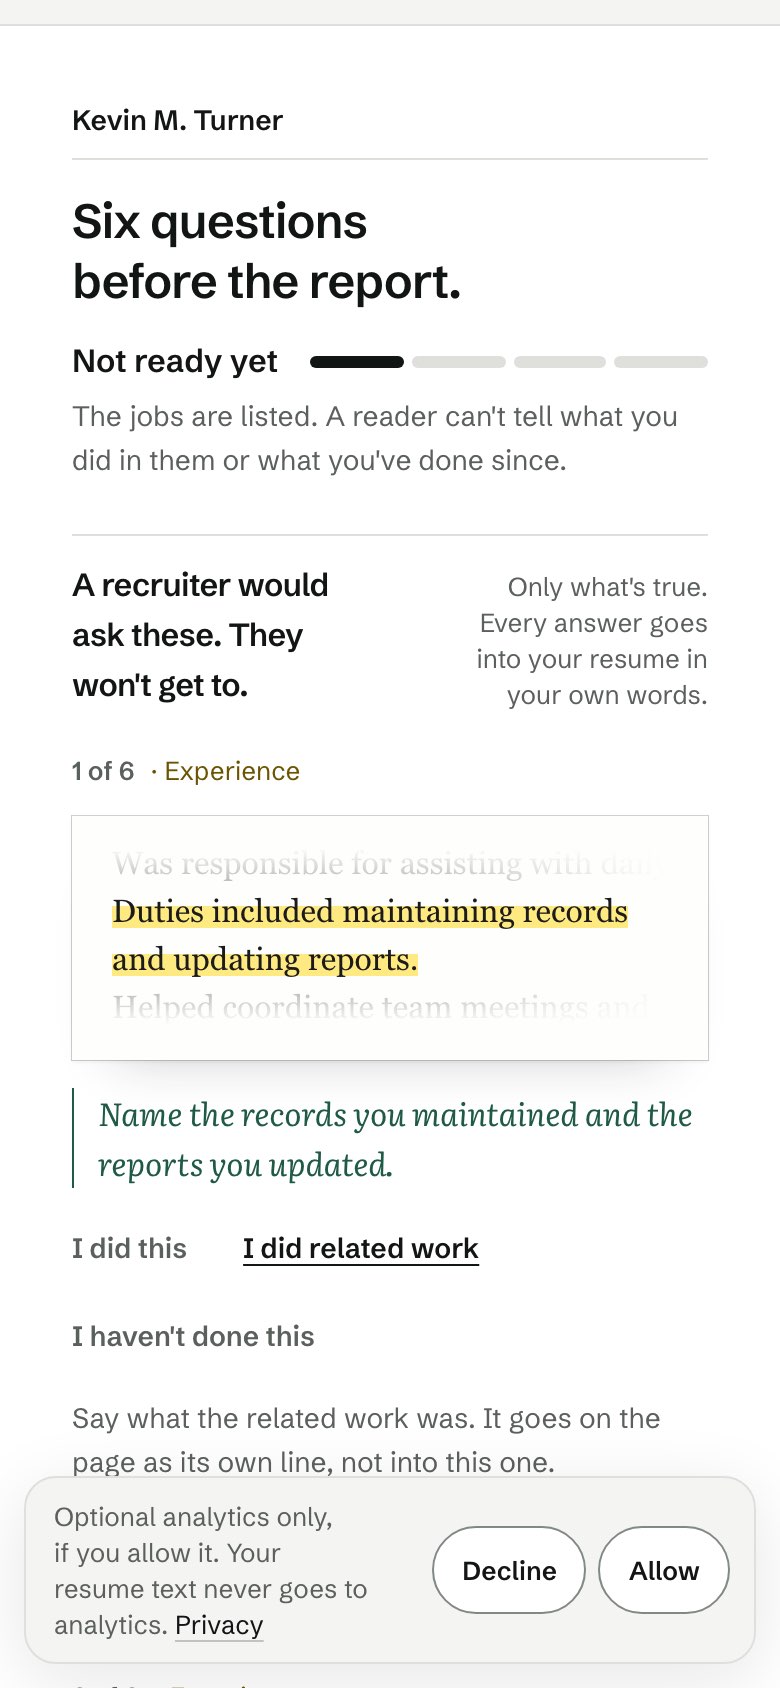 Kevin M. Turner
Six questions
before the report.
Not ready yet
The jobs are listed. A reader can't tell what you
did in them or what you've done since.
A recruiter would
ask these. They
won't get to.
Only what's true.
Every answer goes
into your resume in
your own words.
1 of 6 · Experience
Was responsible for assisting with daily
Duties included maintaining records
and updating reports.
Helped coordinate team meetings and
Name the records you maintained and the
reports you updated.
I did this I did related work
I haven't done this
Say what the related work was. It goes on the
page as its own line, not into this one.
Optional analytics only,
if you allow it. Your
resume text never goes to
analytics. Privacy
Decline Allow